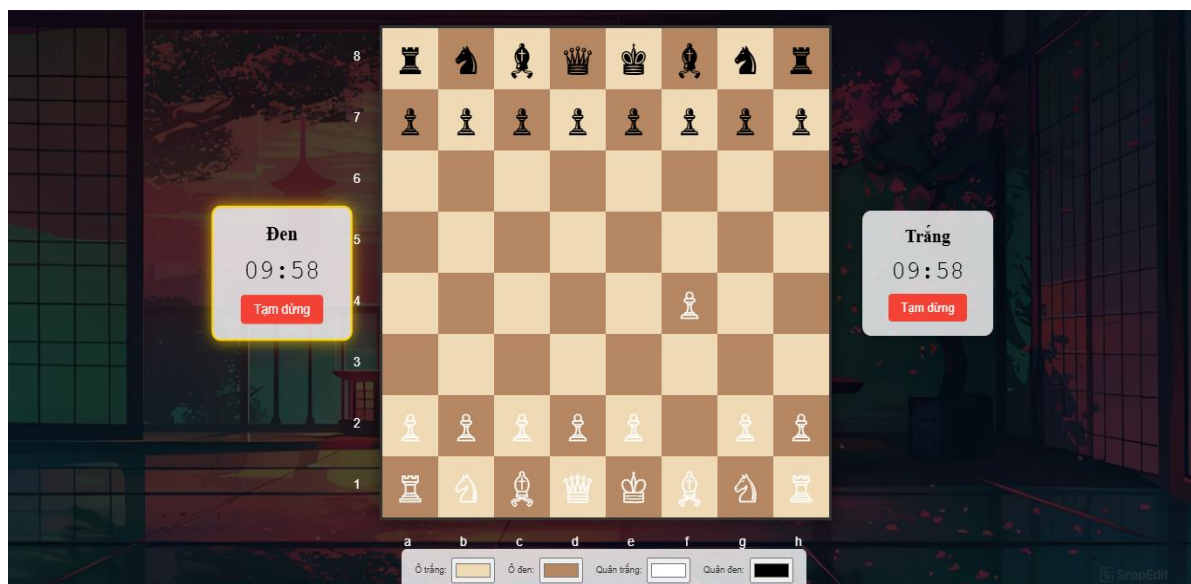 8
7
6
5
4
3
2
1
Đen
09:58
Tạm dừng
Trắng
09:58
Tạm dừng
a b c d e f g h
Ô trắng: Ô đen: Quân trắng: Quân đen:
S SnapEdit